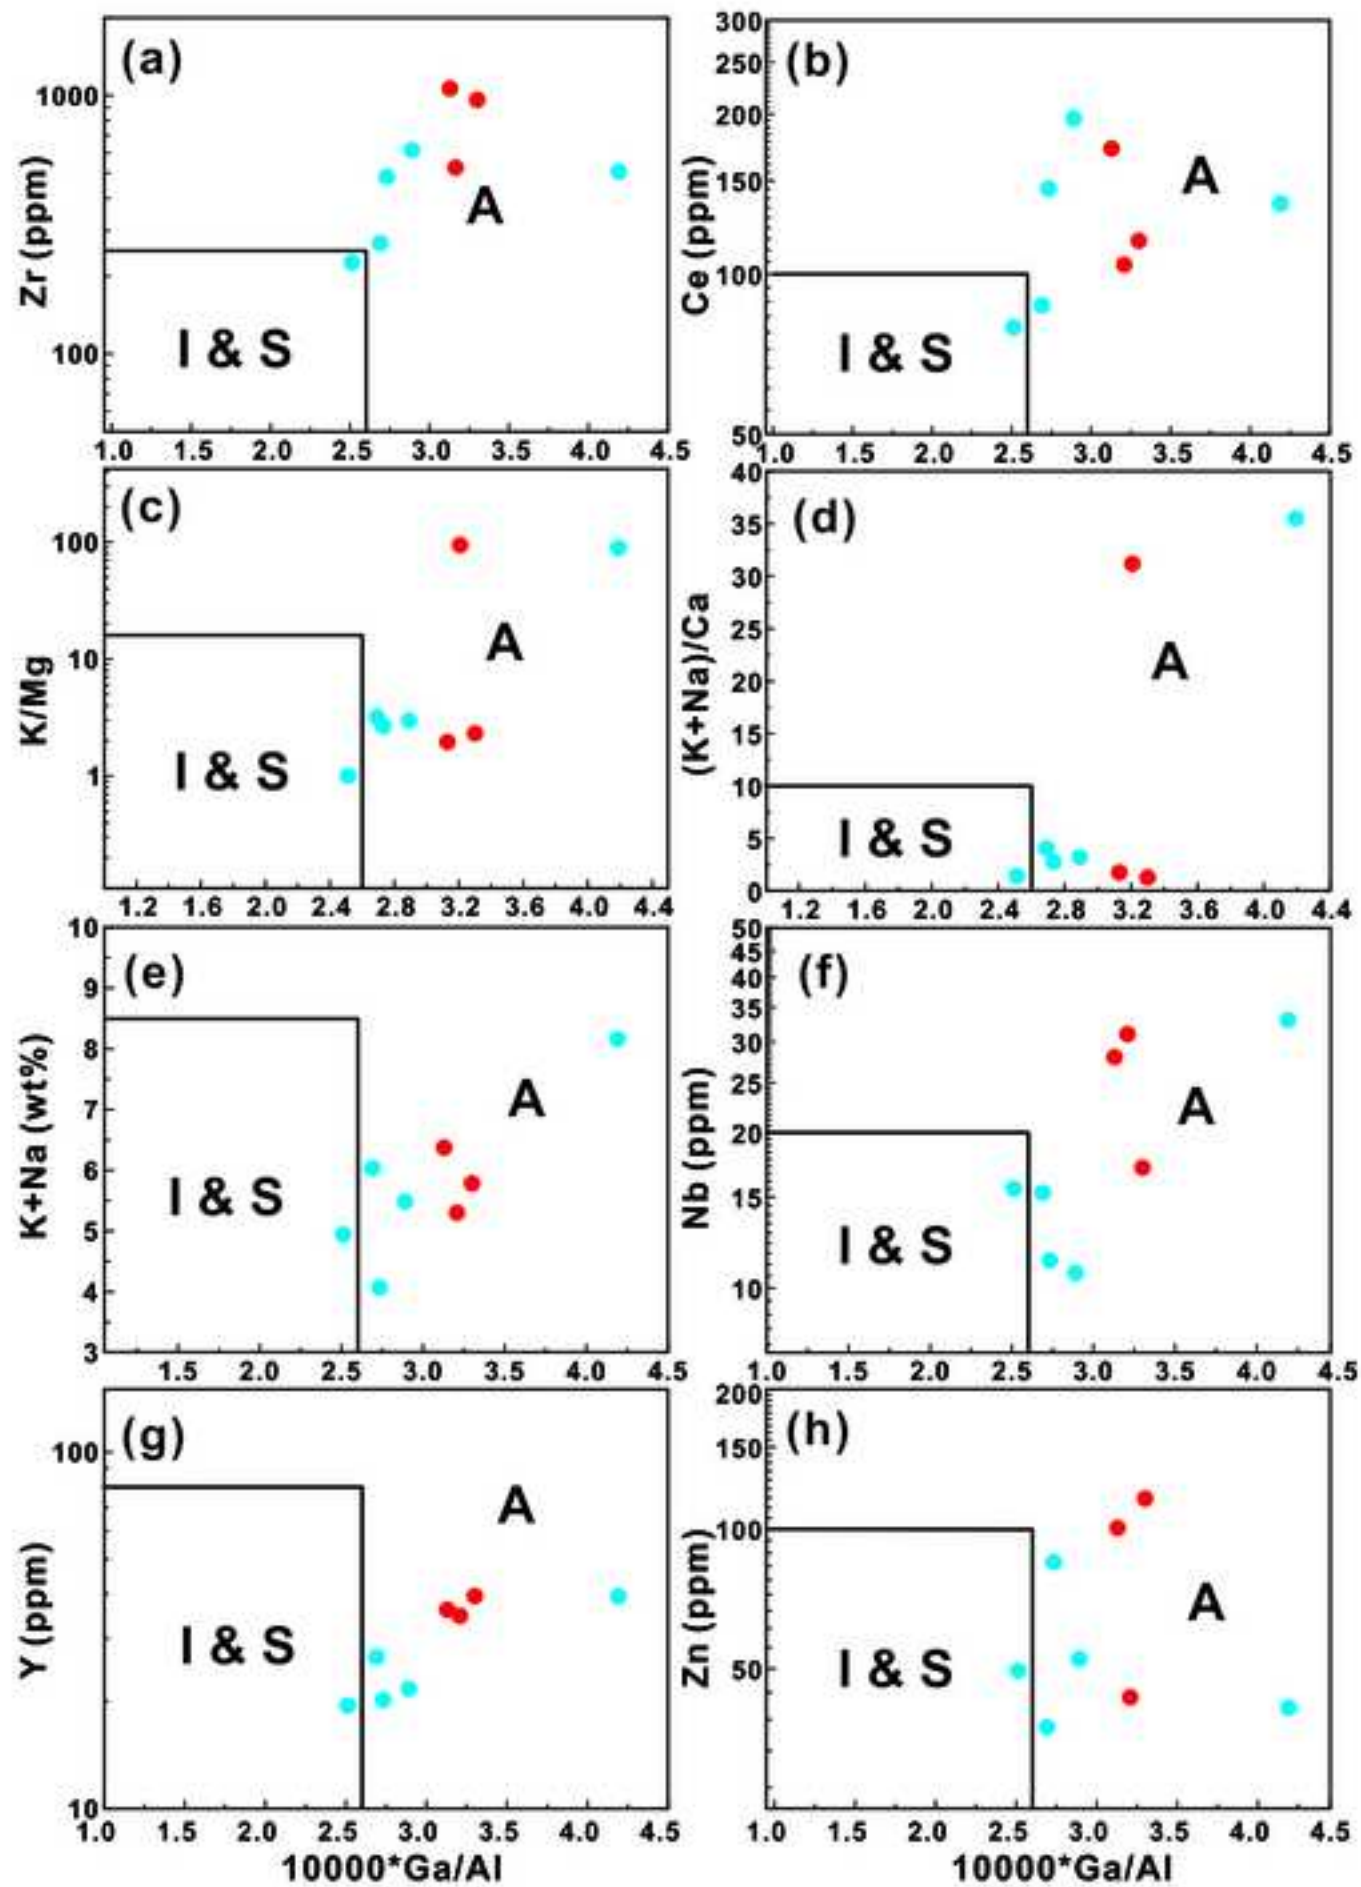 (a)
1000
100
Zr (ppm)
A
I & S
1.0 1.5 2.0 2.5 3.0 3.5 4.0 4.5
(b)
300
250
200
150
100
50
Ce (ppm)
A
I & S
1.0 1.5 2.0 2.5 3.0 3.5 4.0 4.5
(c)
100
10
1
K/Mg
A
I & S
1.2 1.6 2.0 2.4 2.8 3.2 3.6 4.0 4.4
(d)
40
35
30
25
20
15
10
5
0
(K+Na)/Ca
A
I & S
1.2 1.6 2.0 2.4 2.8 3.2 3.6 4.0 4.4
(e)
10
9
8
7
6
5
4
3
K+Na (wt%)
A
I & S
1.5 2.0 2.5 3.0 3.5 4.0 4.5
(f)
50
45
40
35
30
25
20
15
10
Nb (ppm)
A
I & S
1.0 1.5 2.0 2.5 3.0 3.5 4.0 4.5
(g)
100
10
Y (ppm)
A
I & S
1.0 1.5 2.0 2.5 3.0 3.5 4.0 4.5
10000*Ga/Al
(h)
200
150
100
50
Zn (ppm)
A
I & S
1.0 1.5 2.0 2.5 3.0 3.5 4.0 4.5
10000*Ga/Al